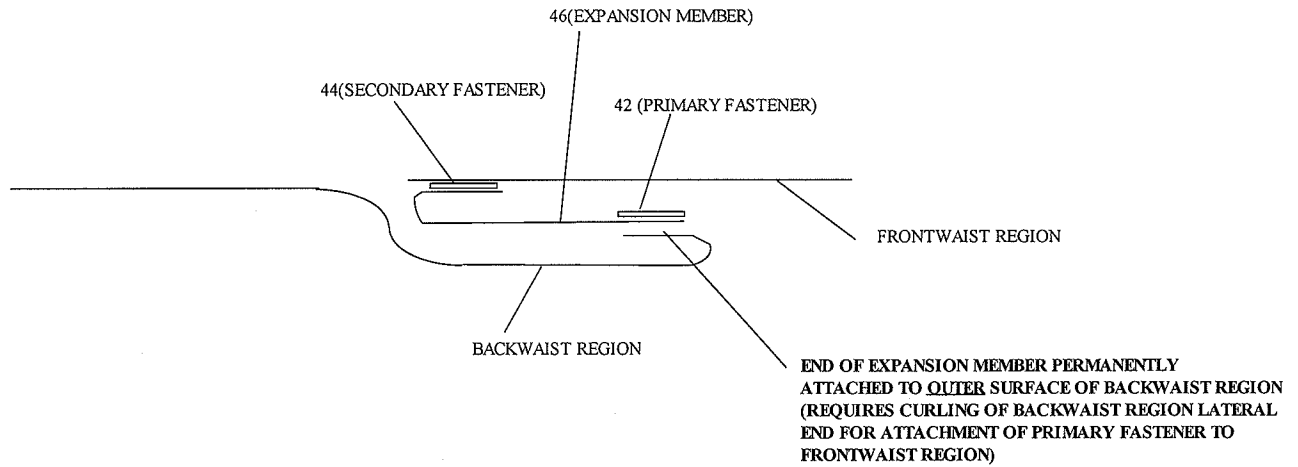 46(EXPANSION MEMBER)
44(SECONDARY FASTENER)
42 (PRIMARY FASTENER)
FRONTWAIST REGION
BACKWAIST REGION
END OF EXPANSION MEMBER PERMANENTLY
ATTACHED TO OUTER SURFACE OF BACKWAIST REGION
(REQUIRES CURLING OF BACKWAIST REGION LATERAL
END FOR ATTACHMENT OF PRIMARY FASTENER TO
FRONTWAIST REGION)